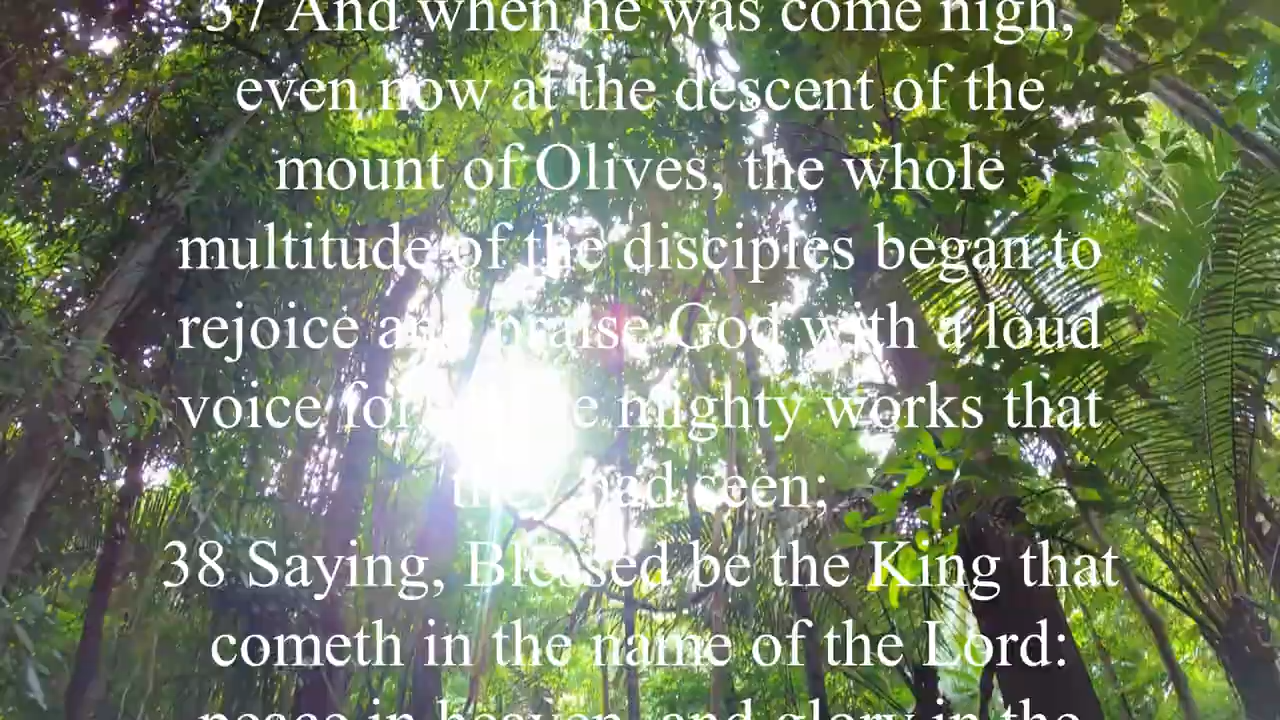 37 And when he was come nigh,
even now at the descent of the
mount of Olives, the whole
multitude of the disciples began to
rejoice and praise God with a loud
voice for the mighty works that
they had seen;
38 Saying, Blessed be the King that
cometh in the name of the Lord:
peace in heaven, and glory in the